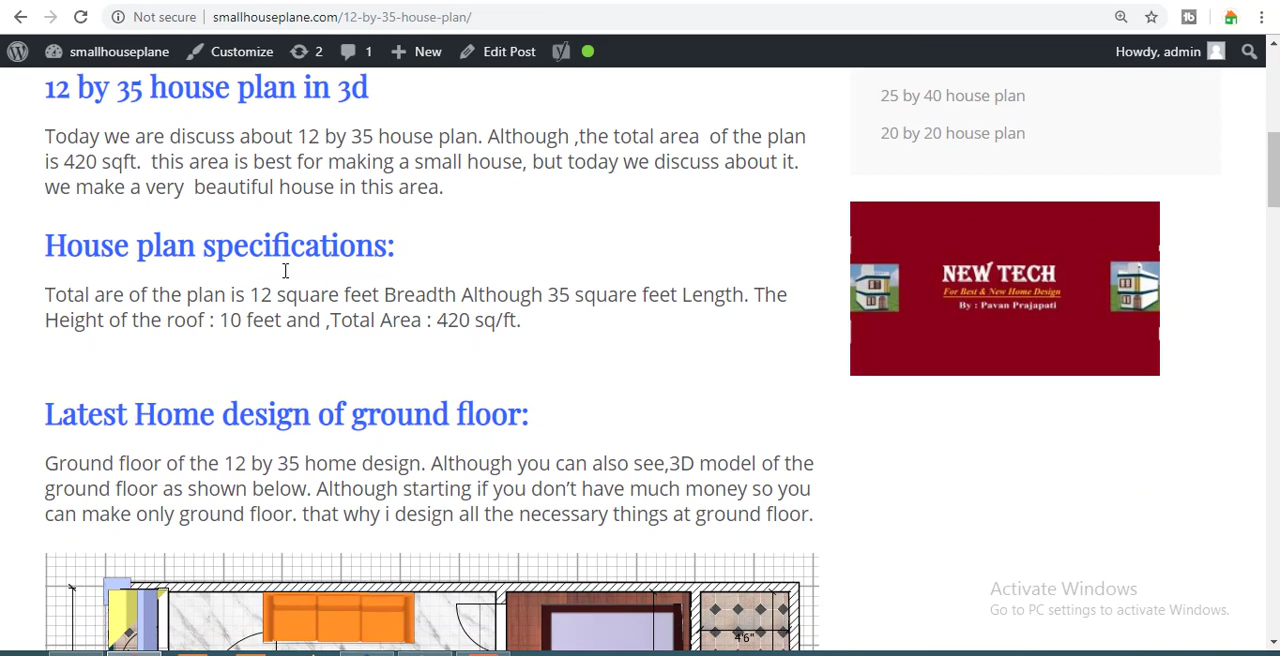 Not secure
smallhouseplane.com/12-by-35-house-plan/
smallhouseplane
Customize
2
1
New
Edit Post
Howdy, admin
12 by 35 house plan in 3d
Today we are discuss about 12 by 35 house plan. Although ,the total area  of the plan
is 420 sqft.  this area is best for making a small house, but today we discuss about it.
we make a very  beautiful house in this area.
House plan specifications:
Total are of the plan is 12 square feet Breadth Although 35 square feet Length. The
Height of the roof : 10 feet and ,Total Area : 420 sq/ft.
Latest Home design of ground floor:
Ground floor of the 12 by 35 home design. Although you can also see,3D model of the
ground floor as shown below. Although starting if you don’t have much money so you
can make only ground floor. that why i design all the necessary things at ground floor.
4'6"
25 by 40 house plan
20 by 20 house plan
NEW TECH
For Best & New Home Design
By : Pavan Prajapati
Activate Windows
Go to PC settings to activate Windows.